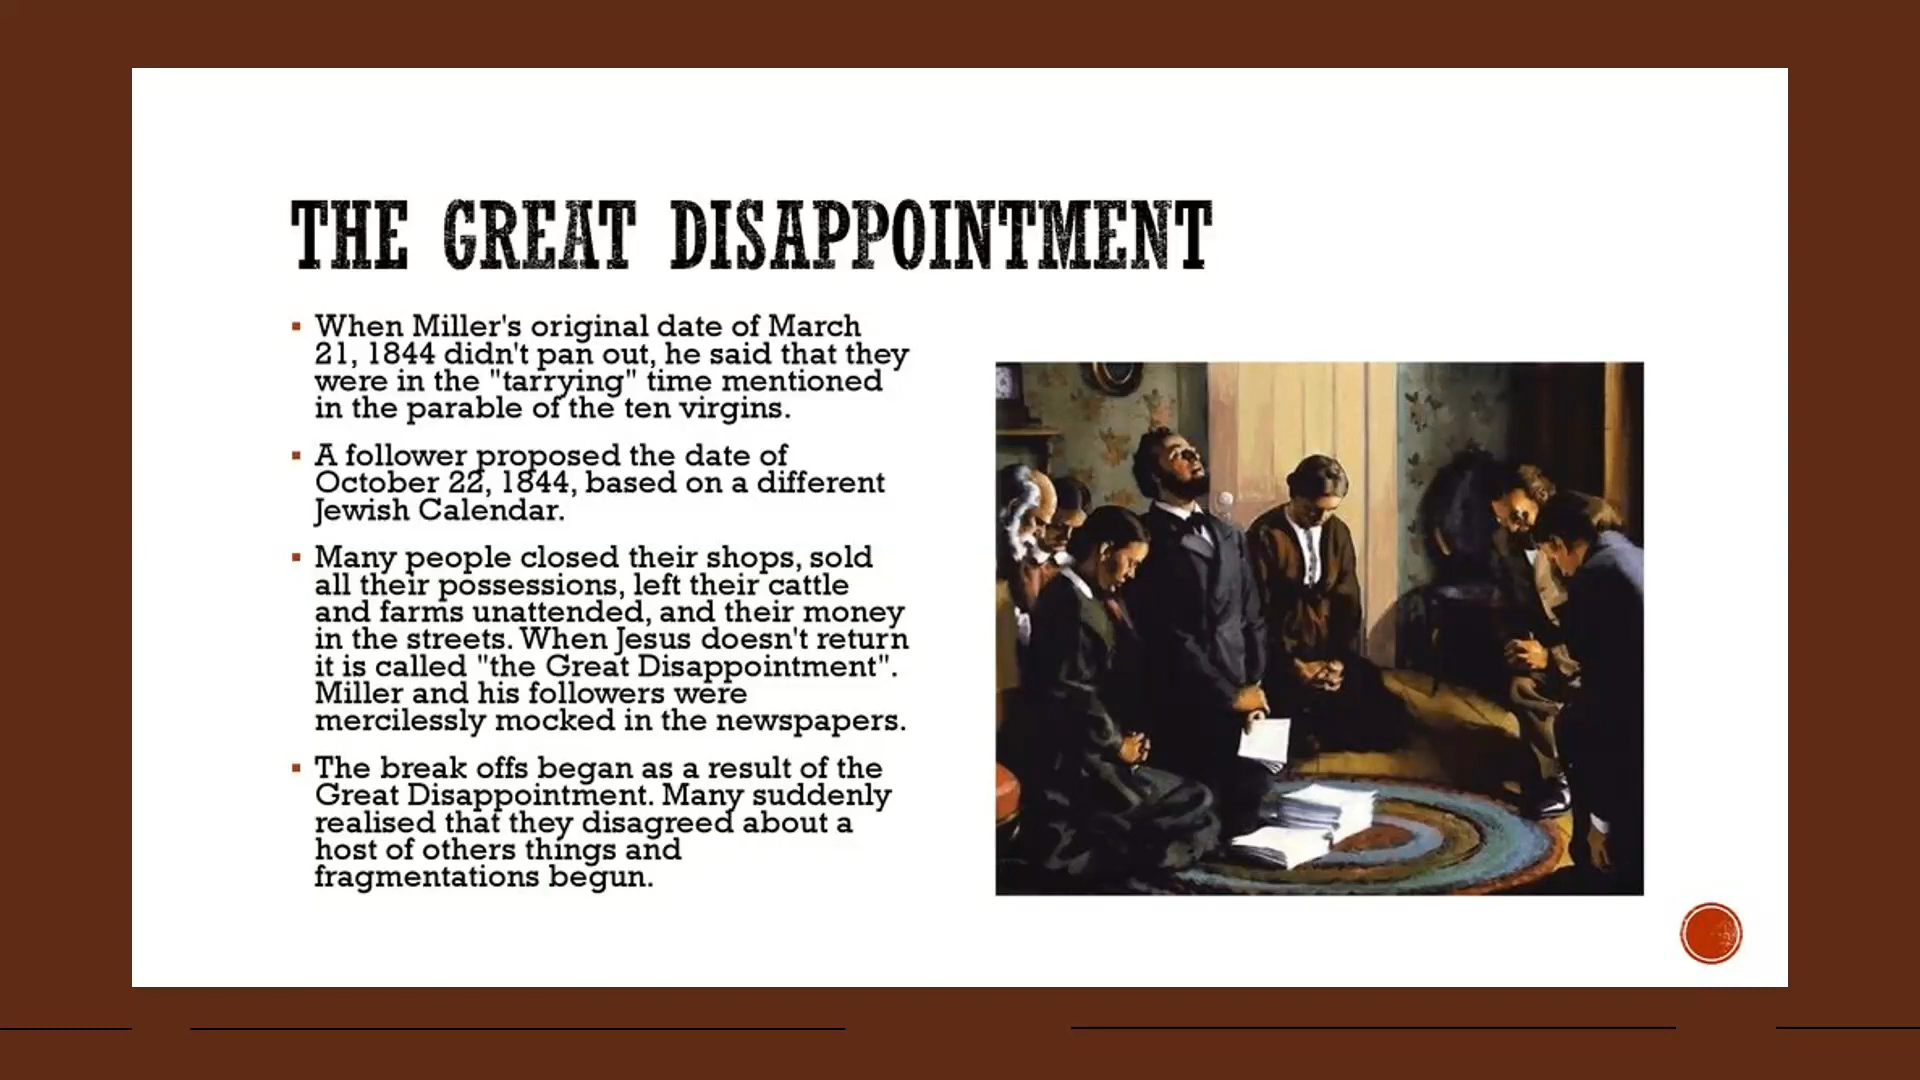 THE GREAT DISAPPOINTMENT
▪ When Miller's original date of March
21, 1844 didn't pan out, he said that they
were in the "tarrying" time mentioned
in the parable of the ten virgins.
▪ A follower proposed the date of
October 22, 1844, based on a different
Jewish Calendar.
▪ Many people closed their shops, sold
all their possessions, left their cattle
and farms unattended, and their money
in the streets. When Jesus doesn't return
it is called "the Great Disappointment".
Miller and his followers were
mercilessly mocked in the newspapers.
▪ The break offs began as a result of the
Great Disappointment. Many suddenly
realised that they disagreed about a
host of others things and
fragmentations begun.